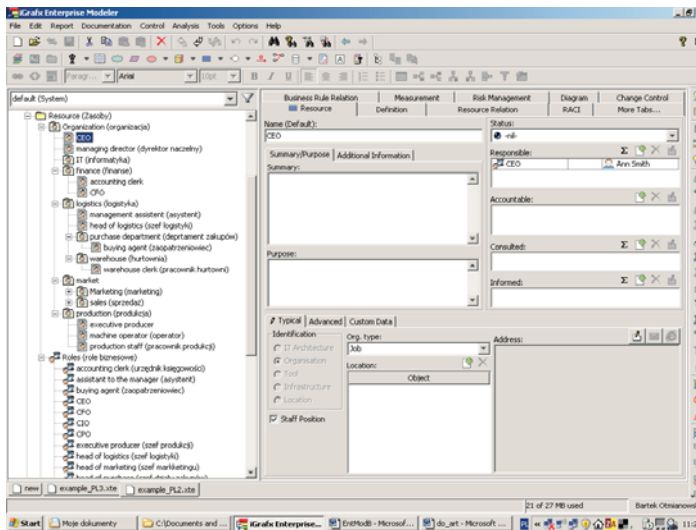 iGrafx Enterprise Modeler
File Edit Report Documentation Control Analysis Tools Options Help
Paragr... Arial 10pt B I U
default (System)
Resource (Zasoby)
Organization (organizacja)
CEO
managing director (dyrektor naczelny)
IT (informatyka)
finance (finanse)
accounting clerk
CFO
logistics (logistyka)
management assistent (asystent)
head of logistics (szef logistyki)
purchase department (deprtament zakupów)
buying agent (zaopatrzeniowiec)
warehouse (hurtownia)
warehouse clerk (pracownik hurtowni)
market
Marketing (marketing)
sales (sprzedaż)
production (produkcja)
executive producer
machine operator (operator)
production staff (pracownik produkcji)
Roles (role biznesowe)
accounting clerk (urzędnik księgowości)
assistent to the manager (asystent)
buying agent (zaopatrzeniowiec)
CEO
CFO
CIO
CPO
executive producer (szef produkcji)
head of logistics (szef logistyki)
head of marketing (szef markketingu)
Business Rule Relation Measurement Risk Management Diagram Change Control
Resource Definition Resource Relation RACI More Tabs...
Name (Default):
CEO
Status:
-nil-
Summary/Purpose Additional Information
Summary:
Purpose:
Responsible: Σ
CEO Ann Smith
Accountable:
Consulted: Σ
Informed: Σ
Typical Advanced Custom Data
Identification
IT Architecture
Organisation
Tool
Infrastructure
Location
Staff Position
Org. type:
Job
Location:
Object
Address:
new example_PL3.xte example_PL2.xte
21 of 27 MB used Bartek Otmianow
Start Moje dokumenty C:\Documents and ... iGrafx Enterprise... EntModB - Microsof... do_art - Microsoft ...